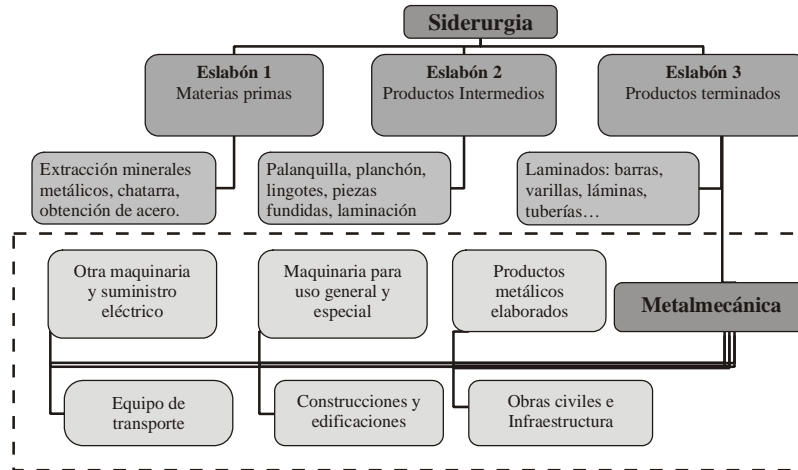 Siderurgia
Eslabón 1
Materias primas
Eslabón 2
Productos Intermedios
Eslabón 3
Productos terminados
Extracción minerales
metálicos, chatarra,
obtención de acero.
Palanquilla, planchón,
lingotes, piezas
fundidas, laminación
Laminados: barras,
varillas, láminas,
tuberías…
Otra maquinaria
y suministro
eléctrico
Maquinaria para
uso general y
especial
Productos
metálicos
elaborados
Metalmecánica
Equipo de
transporte
Construcciones y
edificaciones
Obras civiles e
Infraestructura